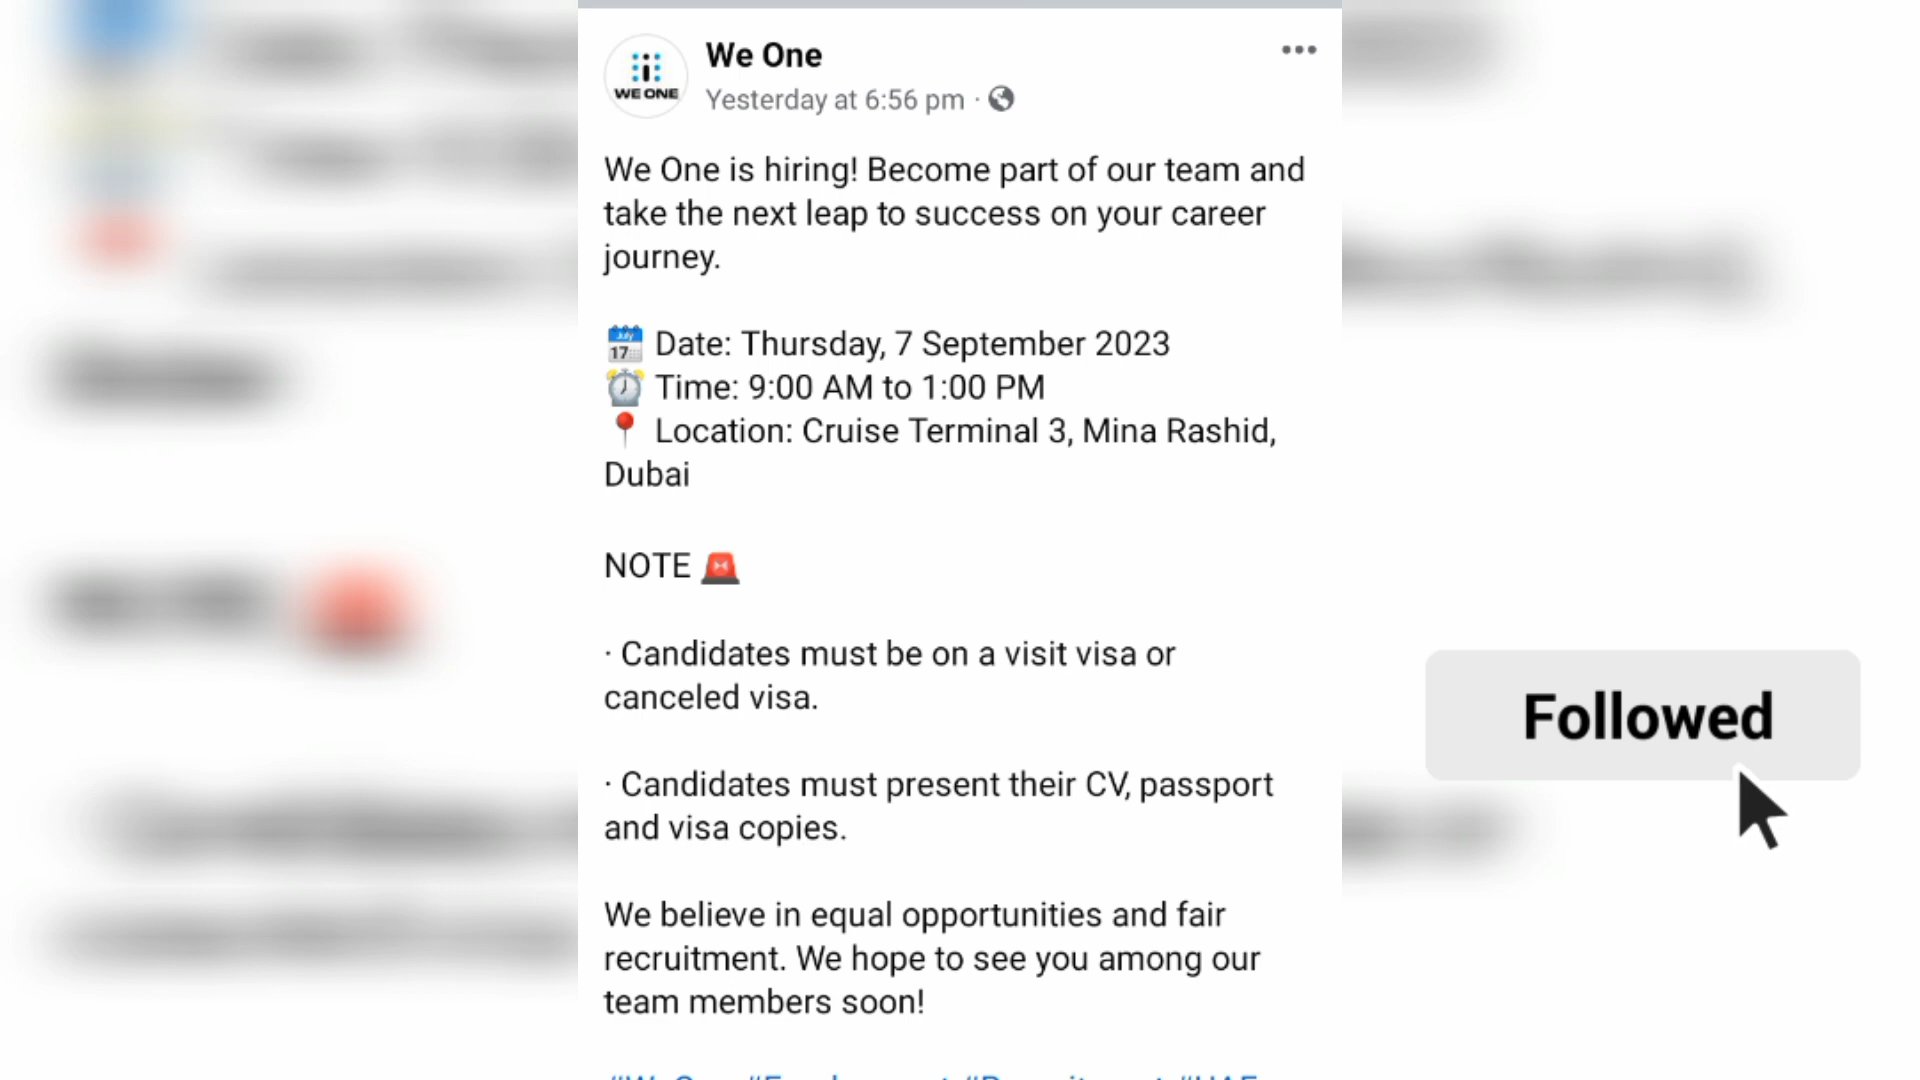 We One
WE ONE
Yesterday at 6:56 pm ·
We One is hiring! Become part of our team and
take the next leap to success on your career
journey.
July
17
Date: Thursday, 7 September 2023
Time: 9:00 AM to 1:00 PM
Location: Cruise Terminal 3, Mina Rashid,
Dubai
NOTE
· Candidates must be on a visit visa or
canceled visa.
· Candidates must present their CV, passport
and visa copies.
We believe in equal opportunities and fair
recruitment. We hope to see you among our
team members soon!
Followed